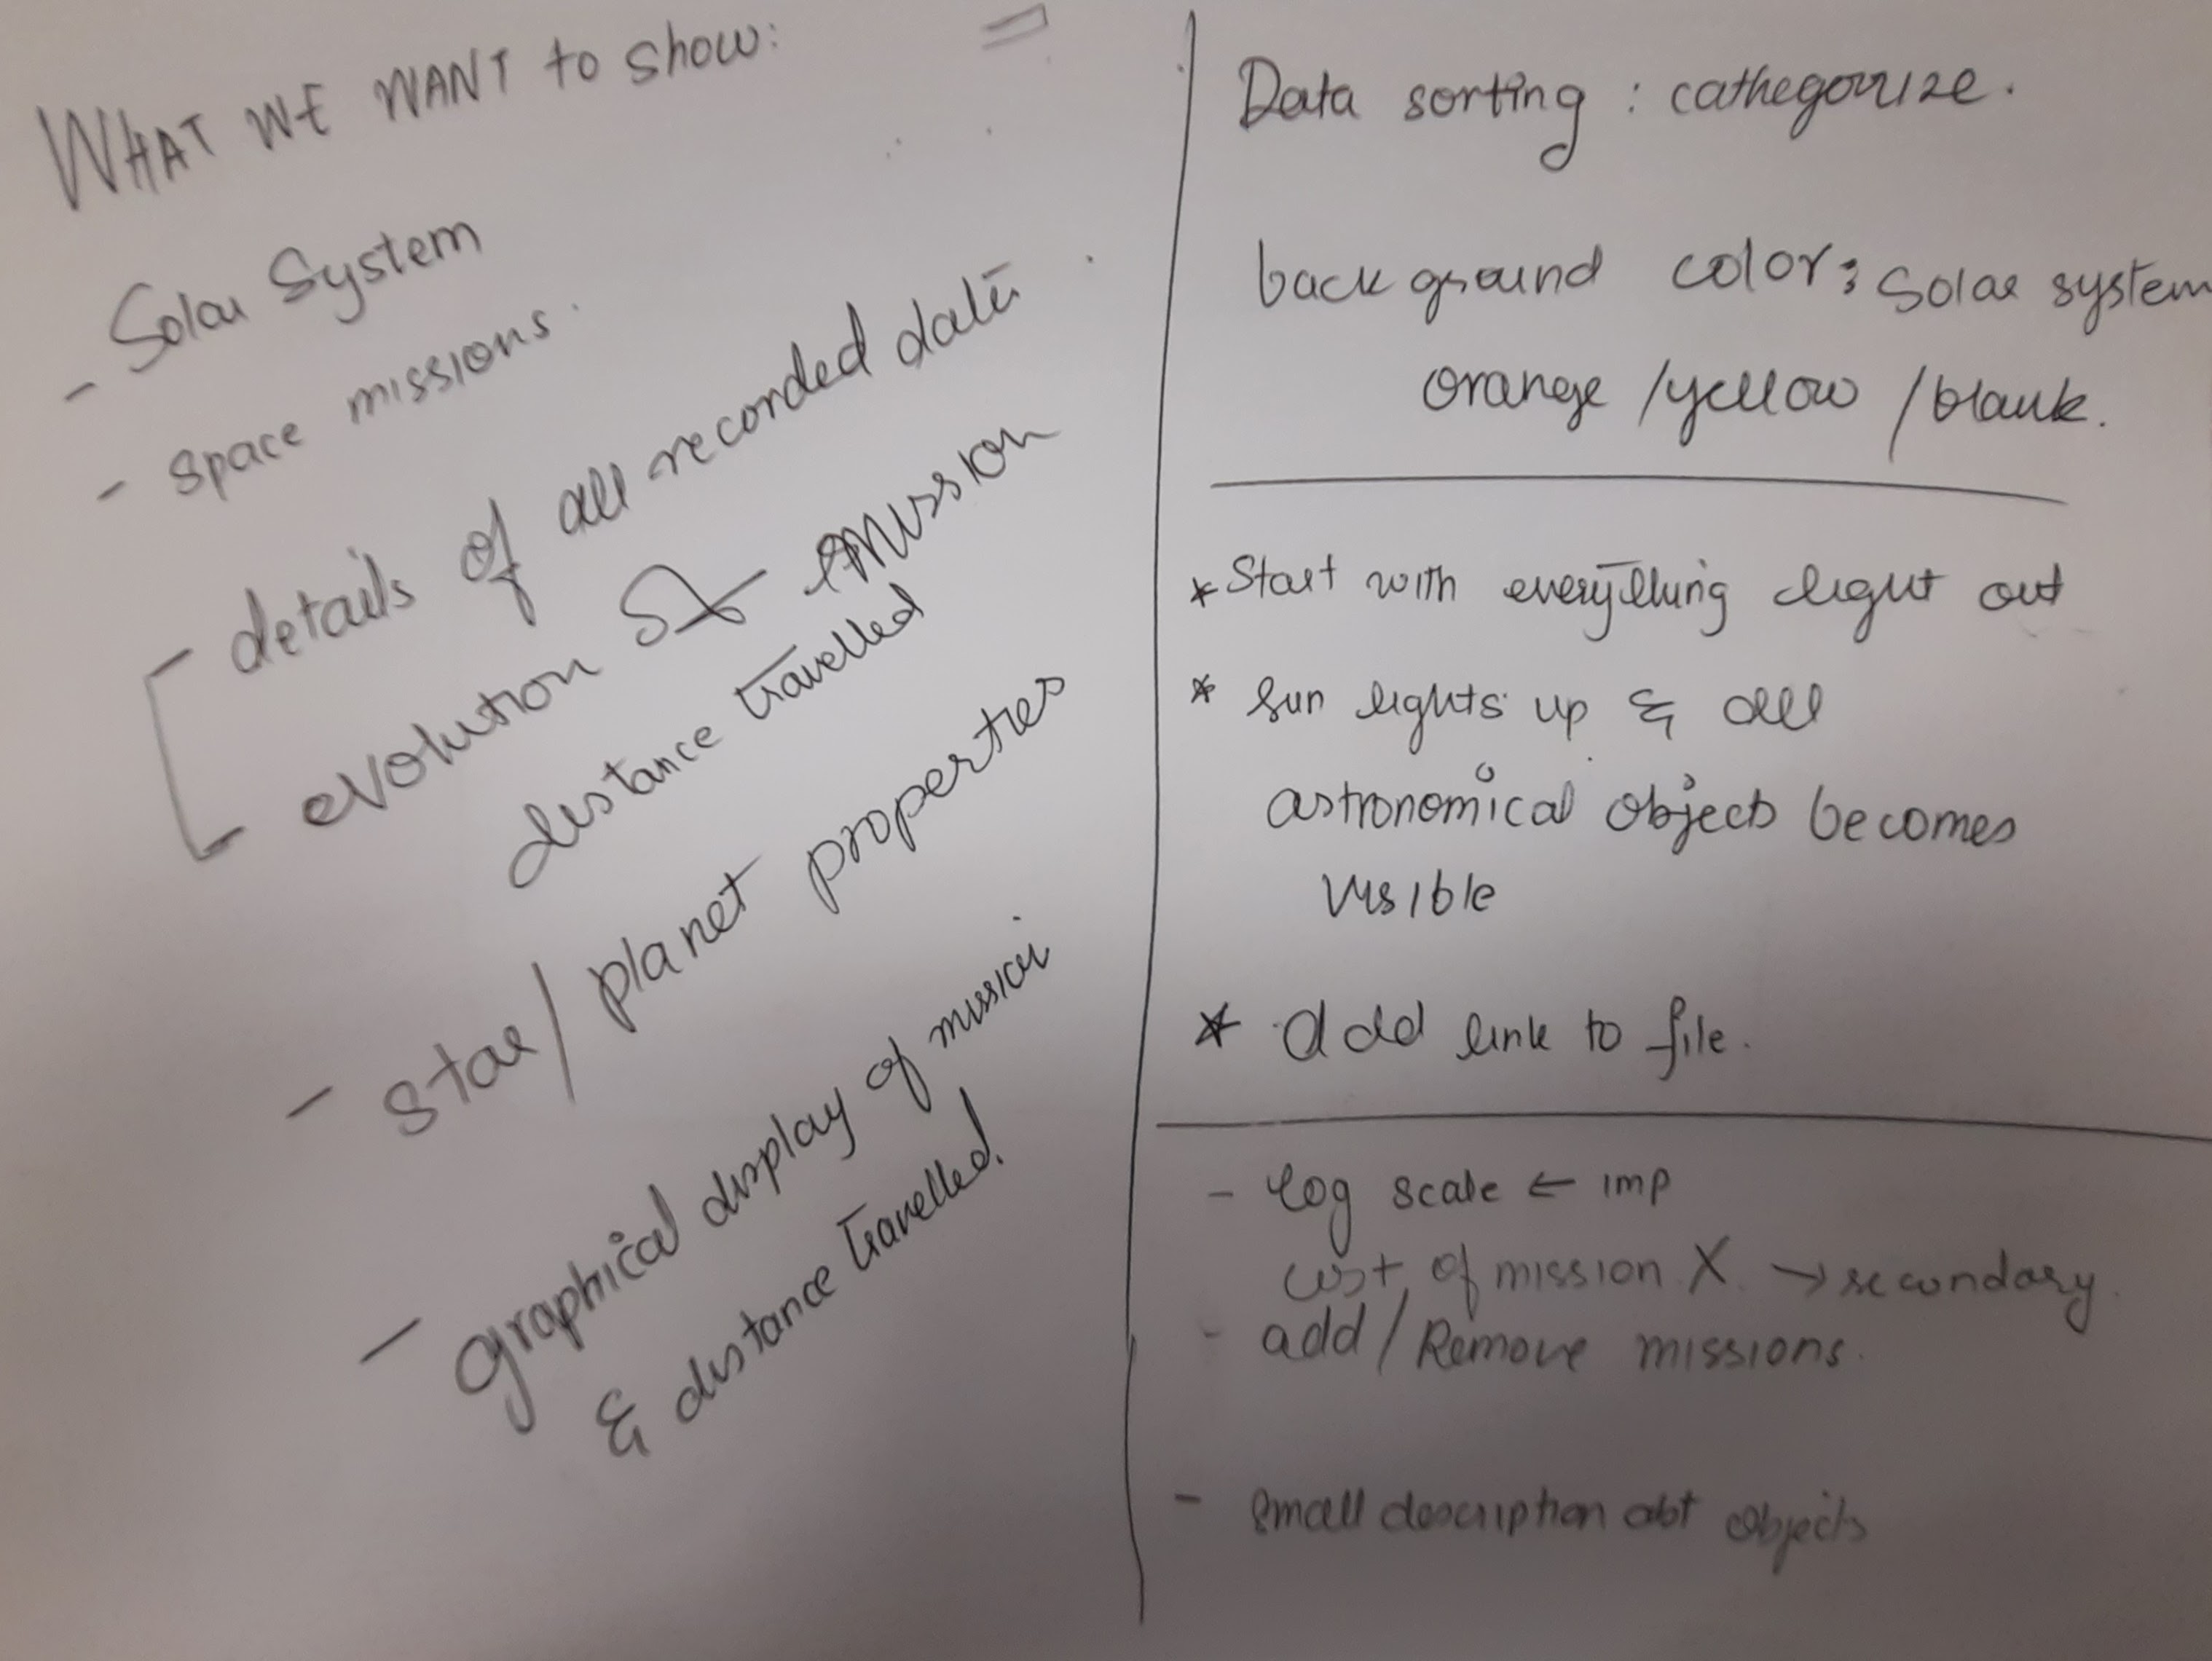 WHAT WE WANT to show:
- Solar System
- Space missions.
- details of all recorded data
evolution of mission
distance travelled
- star/planet properties
- graphical display of mission
& distance travelled.
Data sorting : cathegorize.
background color: Solar system
orange /yellow /blank.
* Start with everything light out
* Sun lights up & all
astronomical objects becomes
visible
* add link to file.
- log scale ← imp
cost of mission X. → secondary.
- add/Remove missions.
- small description abt objects